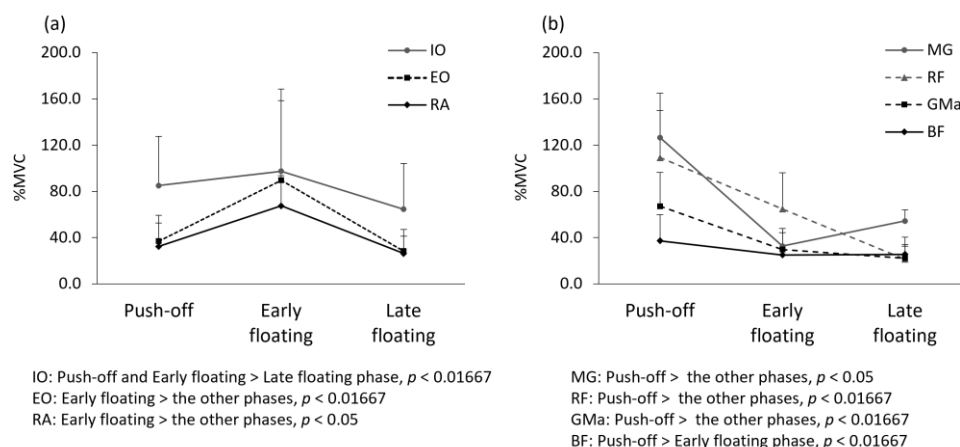 (a)
200.0
160.0
120.0
80.0
40.0
0.0
%MVC
IO
EO
RA
Push-off
Early floating
Late floating
IO: Push-off and Early floating > Late floating phase, p < 0.01667
EO: Early floating > the other phases, p < 0.01667
RA: Early floating > the other phases, p < 0.05
(b)
200.0
160.0
120.0
80.0
40.0
0.0
%MVC
MG
RF
GMa
BF
Push-off
Early floating
Late floating
MG: Push-off > the other phases, p < 0.05
RF: Push-off > the other phases, p < 0.01667
GMa: Push-off > the other phases, p < 0.01667
BF: Push-off > Early floating phase, p < 0.01667